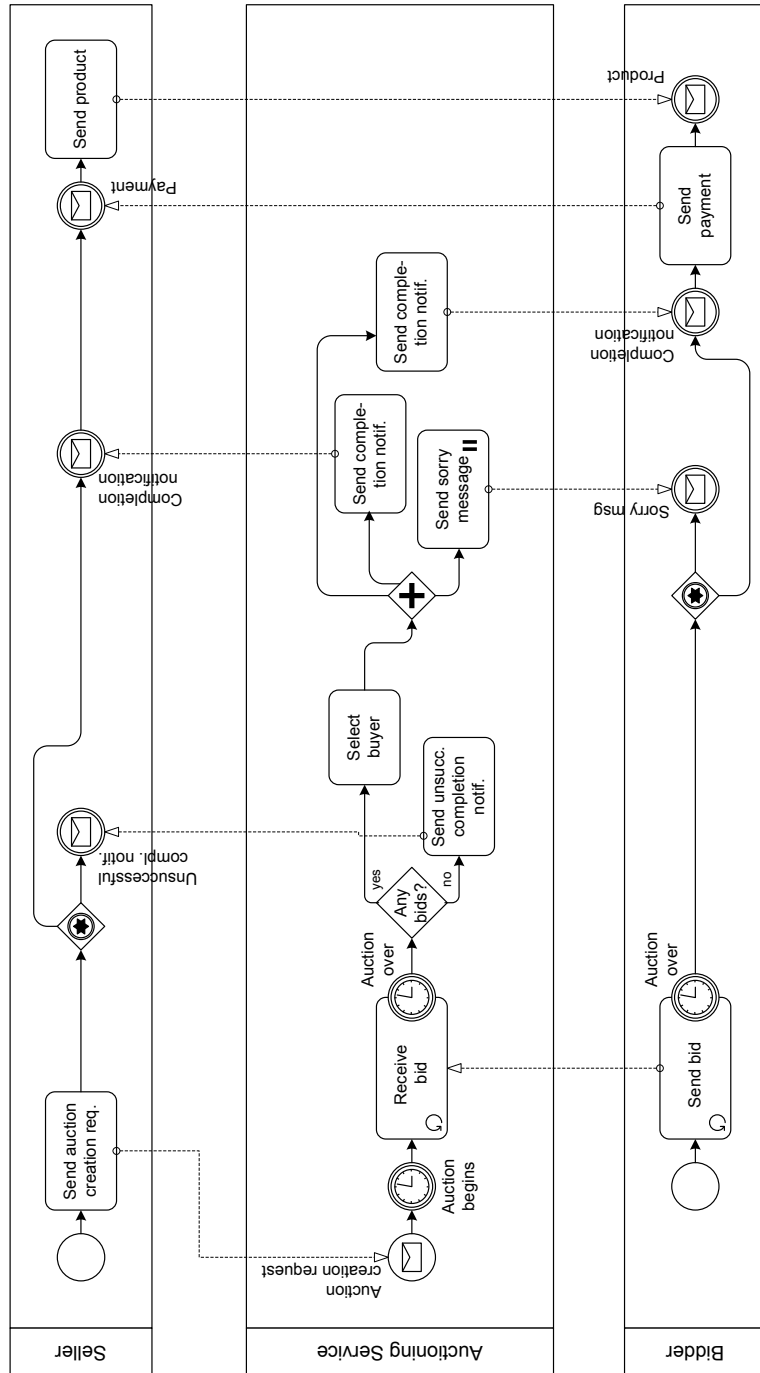 Seller
Send auction
creation req.
Unsuccessful
compl. notif.
Completion
notification
Payment
Send product
Auctioning Service
Auction
creation request
Auction
begins
Receive
bid
Auction
over
Any
bids?
yes
no
Select
buyer
Send unsucc.
completion
notif.
Send comple-
tion notif.
Send sorry
message
Send comple-
tion notif.
Bidder
Send bid
Auction
over
Sorry msg
Completion
notification
Send
payment
Product